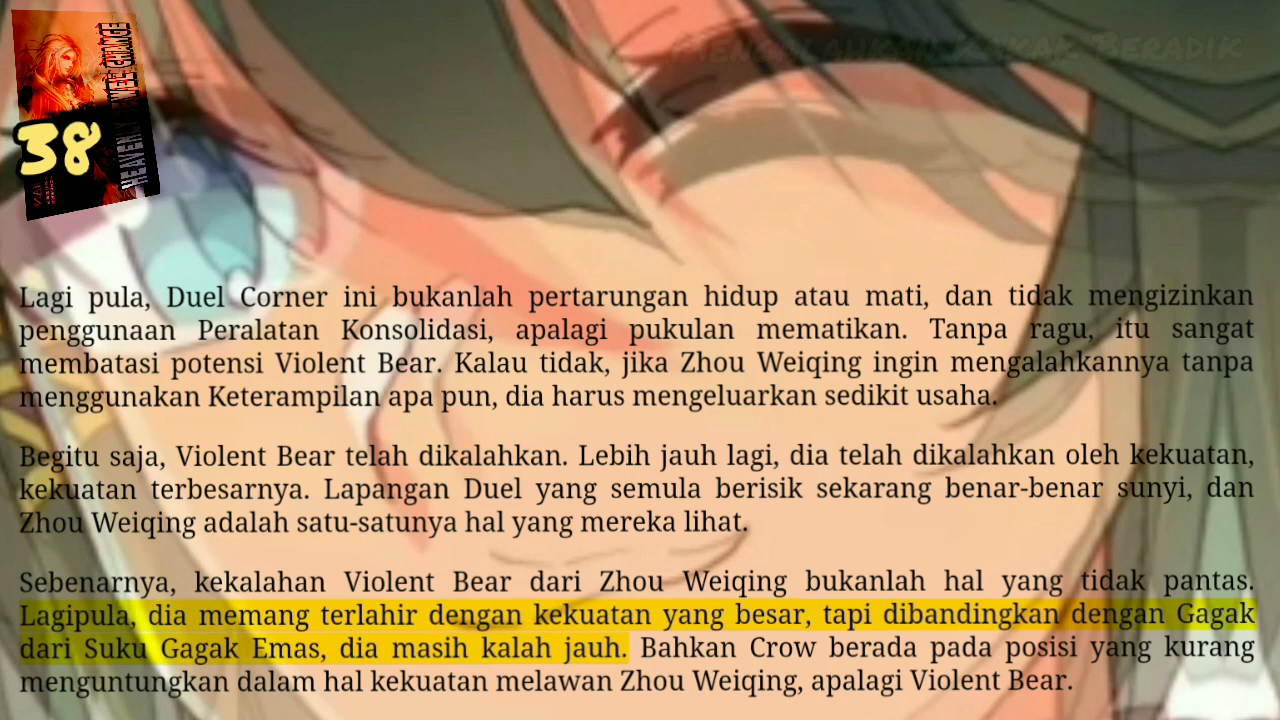 HEAVENLY JEWEL CHANGE
38
Kakak Beradik
Lagi pula, Duel Corner ini bukanlah pertarungan hidup atau mati, dan tidak mengizinkan
penggunaan Peralatan Konsolidasi, apalagi pukulan mematikan. Tanpa ragu, itu sangat
membatasi potensi Violent Bear. Kalau tidak, jika Zhou Weiqing ingin mengalahkannya tanpa
menggunakan Keterampilan apa pun, dia harus mengeluarkan sedikit usaha.
Begitu saja, Violent Bear telah dikalahkan. Lebih jauh lagi, dia telah dikalahkan oleh kekuatan,
kekuatan terbesarnya. Lapangan Duel yang semula berisik sekarang benar-benar sunyi, dan
Zhou Weiqing adalah satu-satunya hal yang mereka lihat.
Sebenarnya, kekalahan Violent Bear dari Zhou Weiqing bukanlah hal yang tidak pantas.
Lagipula, dia memang terlahir dengan kekuatan yang besar, tapi dibandingkan dengan Gagak
dari Suku Gagak Emas, dia masih kalah jauh. Bahkan Crow berada pada posisi yang kurang
menguntungkan dalam hal kekuatan melawan Zhou Weiqing, apalagi Violent Bear.